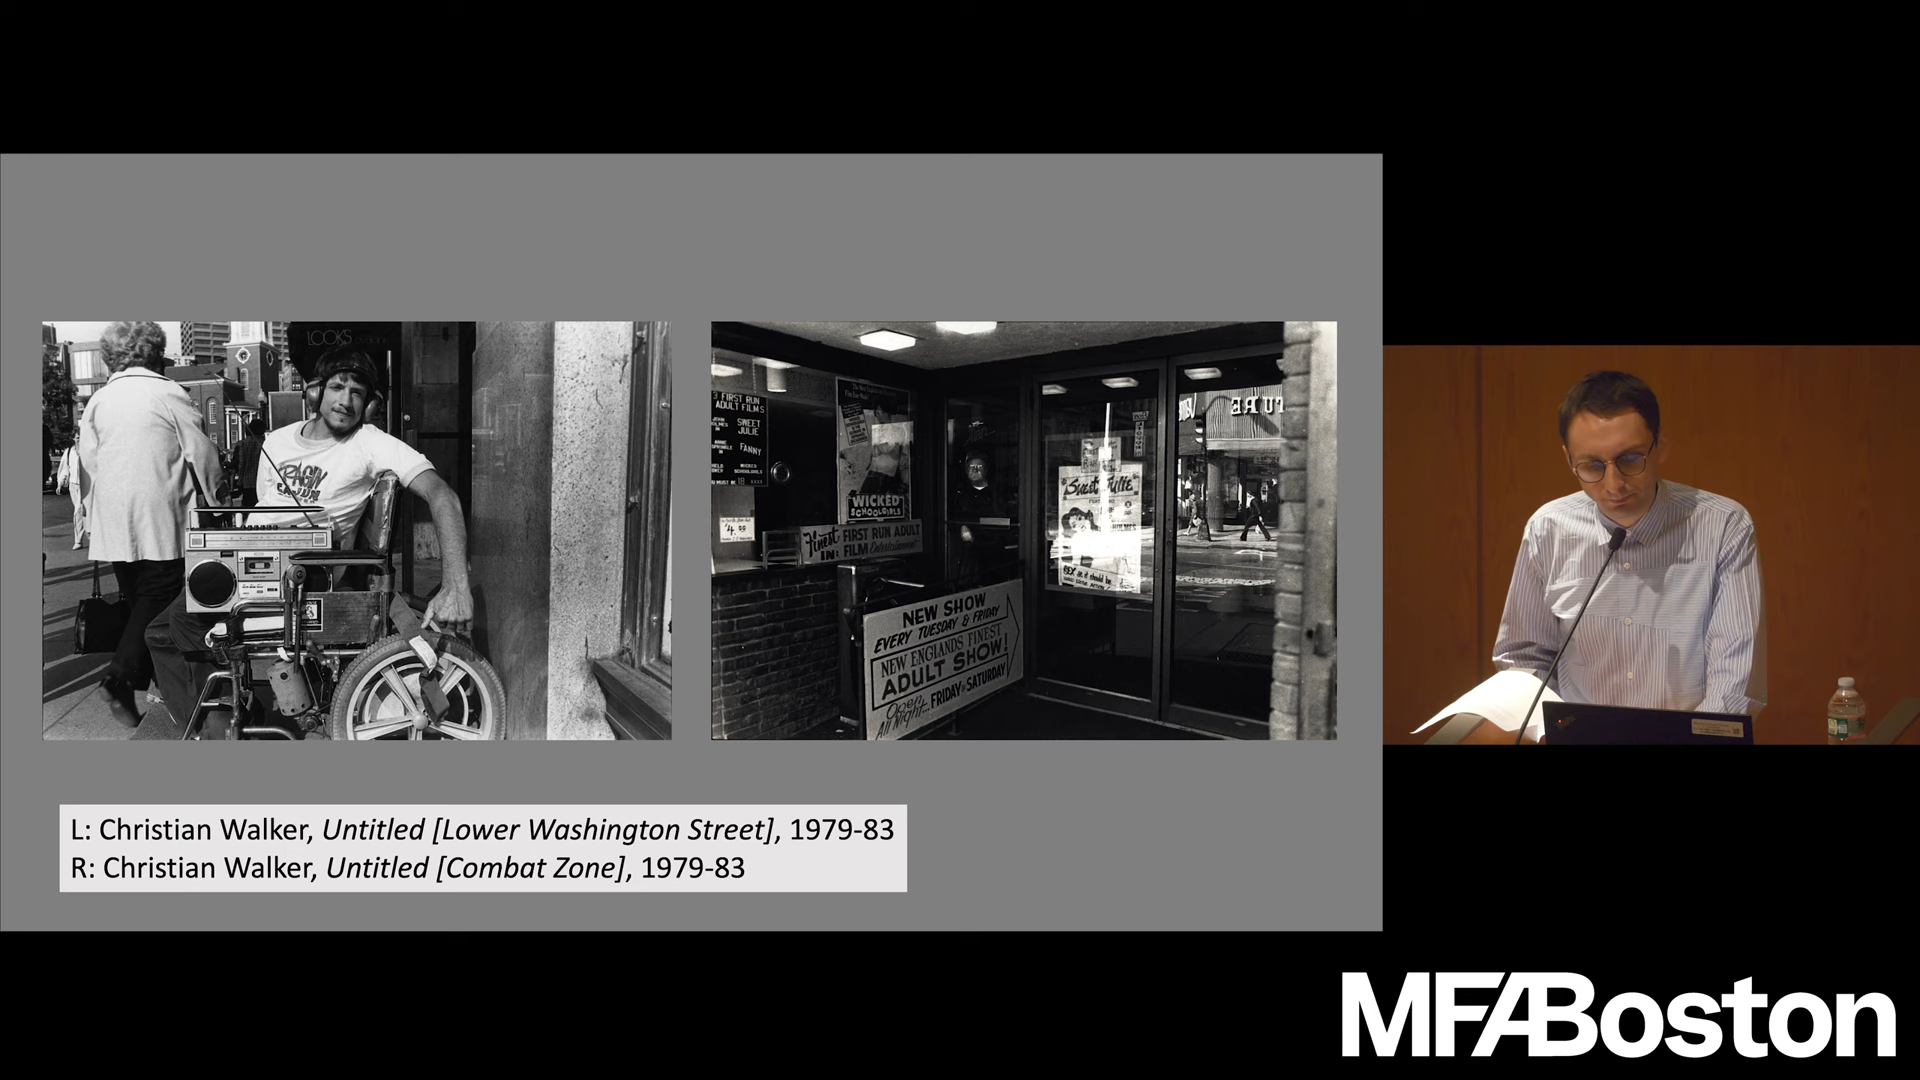 LOOKS
RAGIN
CAJUN
3 FIRST RUN
ADULT FILMS
SWEET
JULIE
FANNY
WICKED
SCHOOLGIRLS
WICKED
SCHOOLGIRLS
Finest FIRST RUN ADULT
IN: FILM Entertainment
NEW SHOW
EVERY TUESDAY & FRIDAY
NEW ENGLANDS FINEST
ADULT SHOW!
Open
All Night... FRIDAY & SATURDAY
Sweet Julie
L: Christian Walker, Untitled [Lower Washington Street], 1979-83
R: Christian Walker, Untitled [Combat Zone], 1979-83
MFABoston